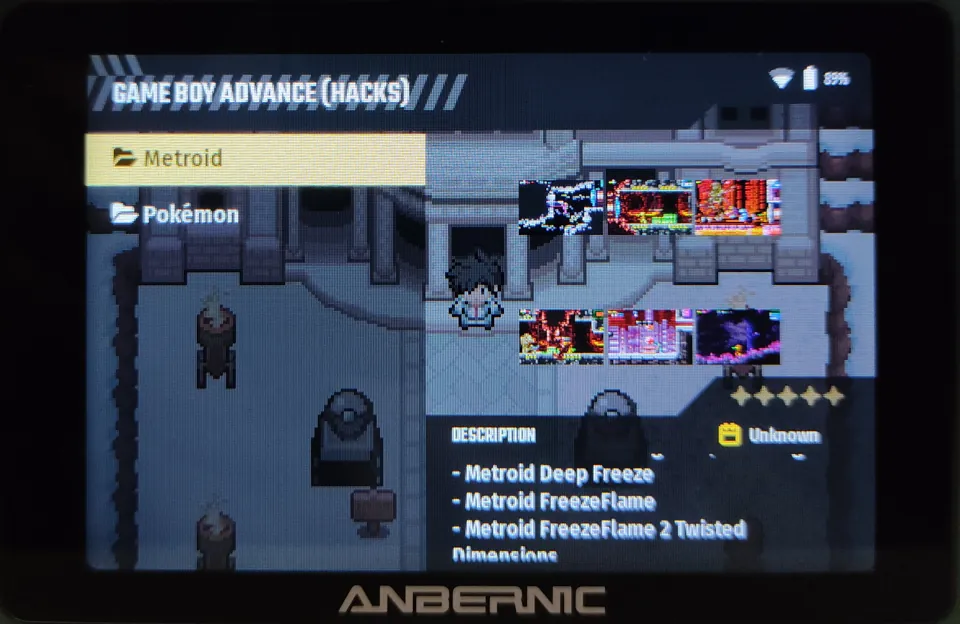 GAME BOY ADVANCE (HACKS)
89%
Metroid
Pokémon
DESCRIPTION
Unknown
- Metroid Deep Freeze
- Metroid FreezeFlame
- Metroid FreezeFlame 2 Twisted
Dimensions
ANBERNIC